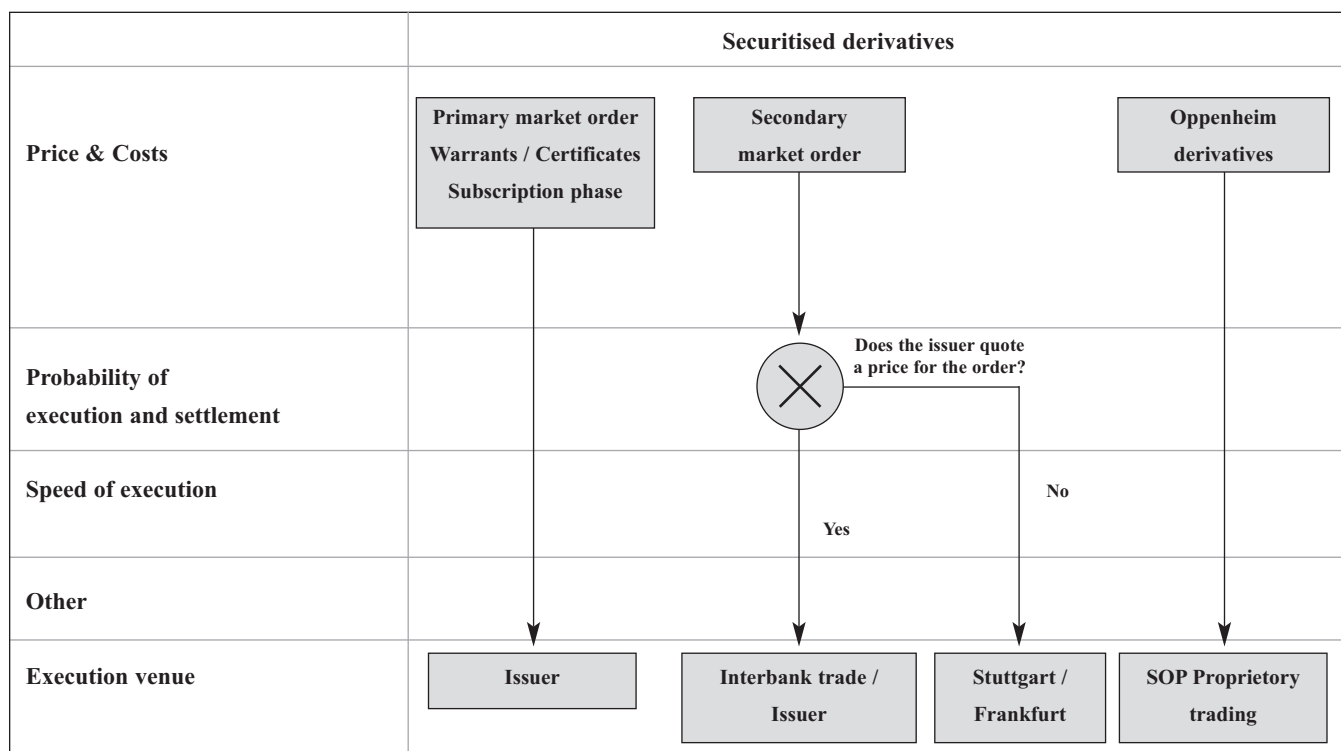 Securitised derivatives
Price & Costs
Primary market order
Warrants / Certificates
Subscription phase
Secondary
market order
Oppenheim
derivatives
Probability of
execution and settlement
Does the issuer quote
a price for the order?
Speed of execution
Yes
No
Other
Execution venue
Issuer
Interbank trade /
Issuer
Stuttgart /
Frankfurt
SOP Proprietory
trading